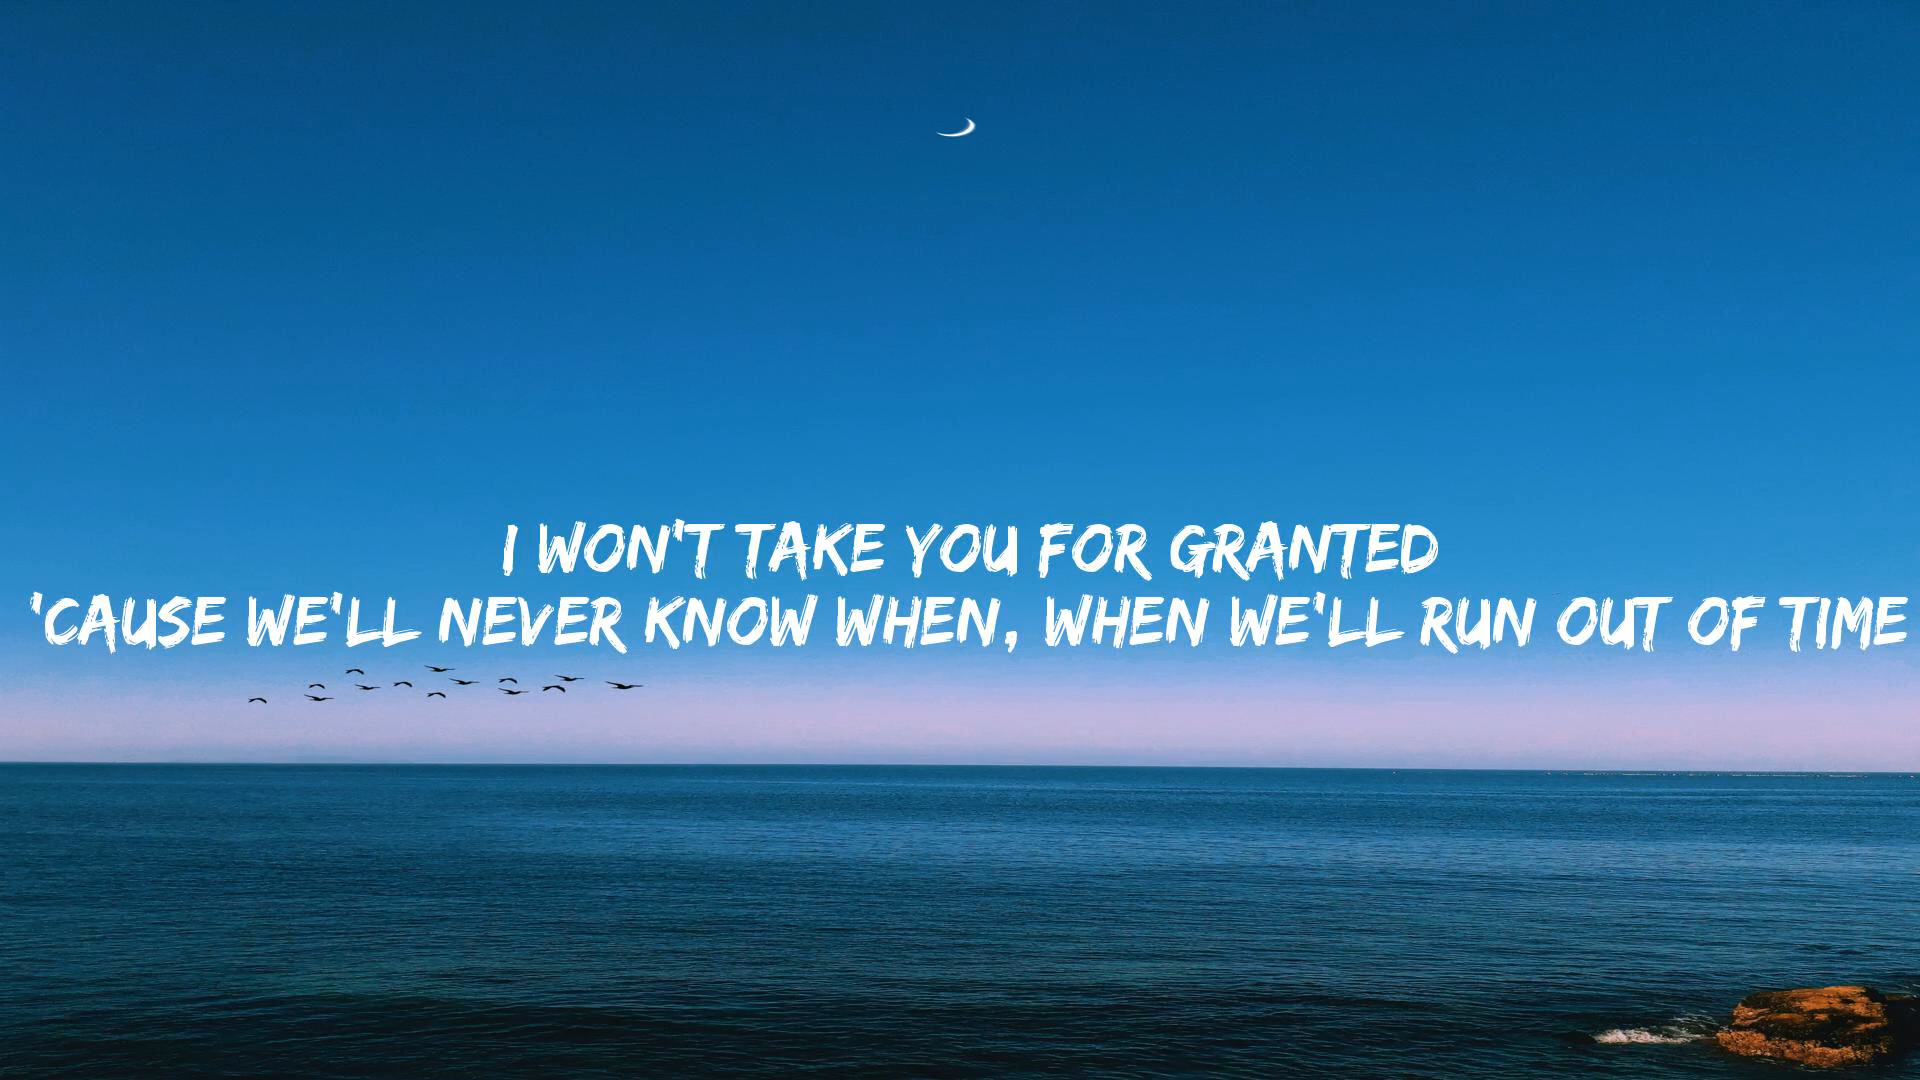 I WON'T TAKE YOU FOR GRANTED
'CAUSE WE'LL NEVER KNOW WHEN, WHEN WE'LL RUN OUT OF TIME